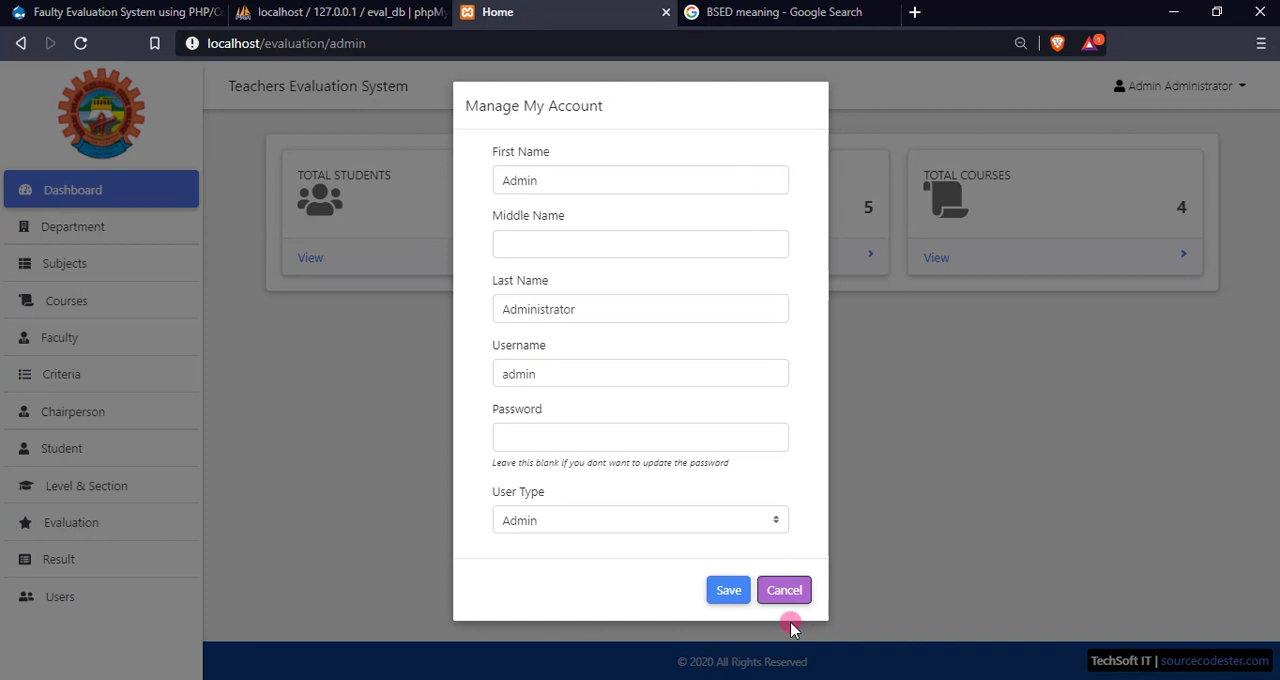 Faulty Evaluation System using PHP/C
localhost / 127.0.0.1 / eval_db | phpMy
Home
BSED meaning - Google Search
localhost/evaluation/admin
1
Teachers Evaluation System
Admin Administrator
Dashboard
Department
Subjects
Courses
Faculty
Criteria
Chairperson
Student
Level & Section
Evaluation
Result
Users
TOTAL STUDENTS
View
5
TOTAL COURSES
4
View
Manage My Account
First Name
Admin
Middle Name
Last Name
Administrator
Username
admin
Password
Leave this blank if you dont want to update the password
User Type
Admin
Save
Cancel
© 2020 All Rights Reserved
TechSoft IT | sourcecodester.com